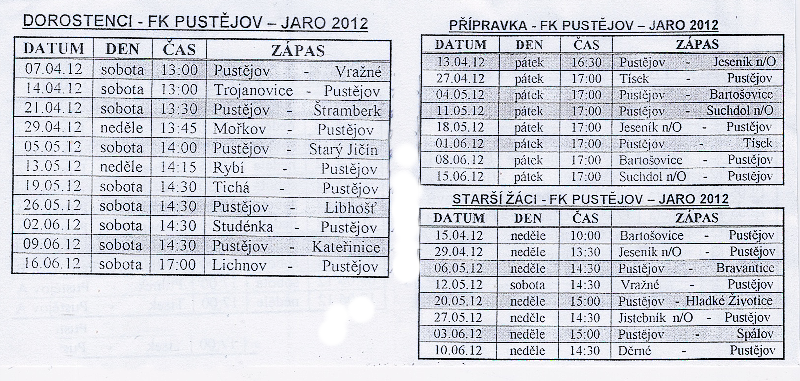 DOROSTENCI - FK PUSTĚJOV – JARO 2012
DATUM DEN ČAS ZÁPAS
07.04.12 sobota 13:00 Pustějov - Vražné
14.04.12 sobota 13:00 Trojanovice - Pustějov
21.04.12 sobota 13:30 Pustějov - Štramberk
29.04.12 neděle 13:45 Mořkov - Pustějov
05.05.12 sobota 14:00 Pustějov - Starý Jíčín
13.05.12 neděle 14:15 Rybí - Pustějov
19.05.12 sobota 14:30 Tichá - Pustějov
26.05.12 sobota 14:30 Pustějov - Libhošť
02.06.12 sobota 14:30 Studénka - Pustějov
09.06.12 sobota 14:30 Pustějov - Kateřinice
16.06.12 sobota 17:00 Lichnov - Pustějov
PŘÍPRAVKA - FK PUSTĚJOV – JARO 2012
DATUM DEN ČAS ZÁPAS
13.04.12 pátek 16:30 Pustějov - Jeseník n/O
27.04.12 pátek 17:00 Tísek - Pustějov
04.05.12 pátek 17:00 Pustějov - Bartošovice
11.05.12 pátek 17:00 Pustějov - Suchdol n/O
18.05.12 pátek 17:00 Jeseník n/O - Pustějov
01.06.12 pátek 17:00 Pustějov - Tísek
08.06.12 pátek 17:00 Bartošovice - Pustějov
15.06.12 pátek 17:00 Suchdol n/O - Pustějov
STARŠÍ ŽÁCI - FK PUSTĚJOV – JARO 2012
DATUM DEN ČAS ZÁPAS
15.04.12 neděle 10:00 Bartošovice - Pustějov
29.04.12 neděle 13:30 Jeseník n/O - Pustějov
06.05.12 neděle 14:30 Pustějov - Bravantice
12.05.12 sobota 14:30 Vražné - Pustějov
20.05.12 neděle 15:00 Pustějov - Hladké Životice
27.05.12 neděle 14:30 Jistebník n/O - Pustějov
03.06.12 neděle 15:00 Pustějov - Spálov
10.06.12 neděle 14:30 Děrné - Pustějov